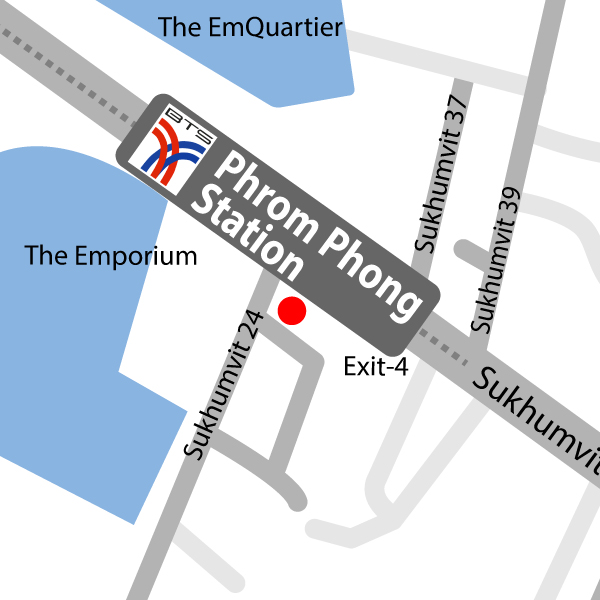 The EmQuartier
BTS
Phrom Phong
Station
Sukhumvit 37
Sukhumvit 39
The Emporium
Sukhumvit 24
Exit-4
Sukhumvit